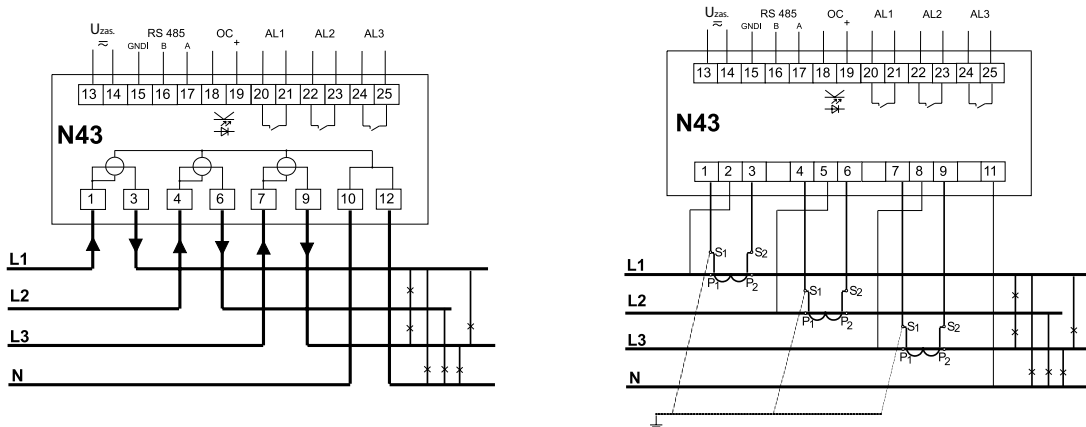 Uzas. RS 485 OC AL1 AL2 AL3
≂ GNDI B A +
13 14 15 16 17 18 19 20 21 22 23 24 25
N43
1 3 4 6 7 9 10 12
L1
L2
L3
N
Uzas. RS 485 OC AL1 AL2 AL3
≂ GNDI B A +
13 14 15 16 17 18 19 20 21 22 23 24 25
N43
1 2 3 4 5 6 7 8 9 11
S1 S2
L1
P1 P2
S1 S2
L2
P1 P2
S1 S2
L3
P1 P2
N